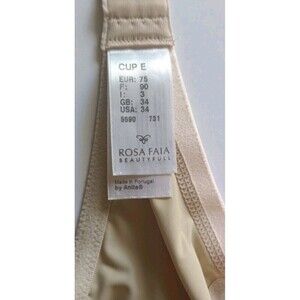 CUP E
EUR: 75
F: 90
I: 3
GB: 34
USA: 34
5690 731
ROSA FAIA
BEAUTYFULL
Made in Portugal
by Anita®